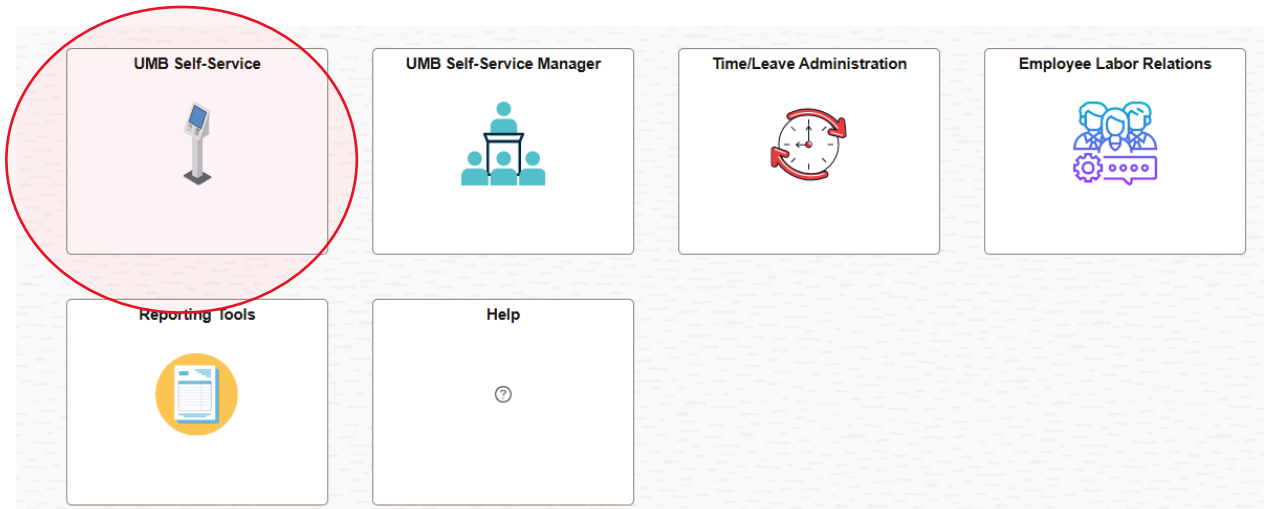 UMB Self-Service
UMB Self-Service Manager
Time/Leave Administration
Employee Labor Relations
Reporting Tools
Help
?